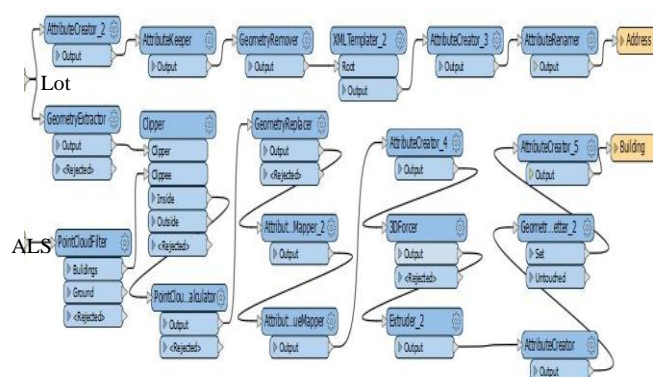 AttributeCreator_2
Output
AttributeKeeper
Output
GeometryRemover
Output
XMLTemplater_2
Root
Output
AttributeCreator_3
Output
AttributeRenamer
Output
Address
Lot
GeometryExtractor
Output
<Rejected>
Clipper
Clipper
Clippee
Inside
Outside
<Rejected>
GeometryReplacer
Output
<Rejected>
AttributeCreator_4
Output
AttributeCreator_5
Output
Building
ALS
PointCloudFilter
Buildings
Ground
<Rejected>
PointClou...alculator
Output
<Rejected>
Attribut...Mapper_2
Output
Attribut...ueMapper
Output
3DForcer
Output
<Rejected>
Extruder_2
Output
Geometr...etter_2
Set
Untouched
AttributeCreator
Output